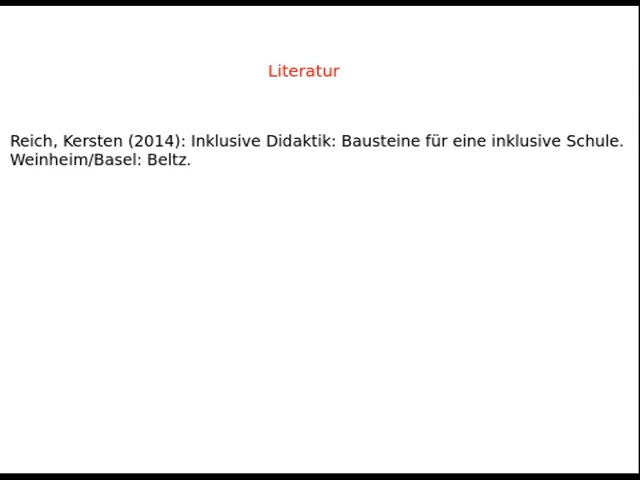 Literatur
Reich, Kersten (2014): Inklusive Didaktik: Bausteine für eine inklusive Schule.
Weinheim/Basel: Beltz.